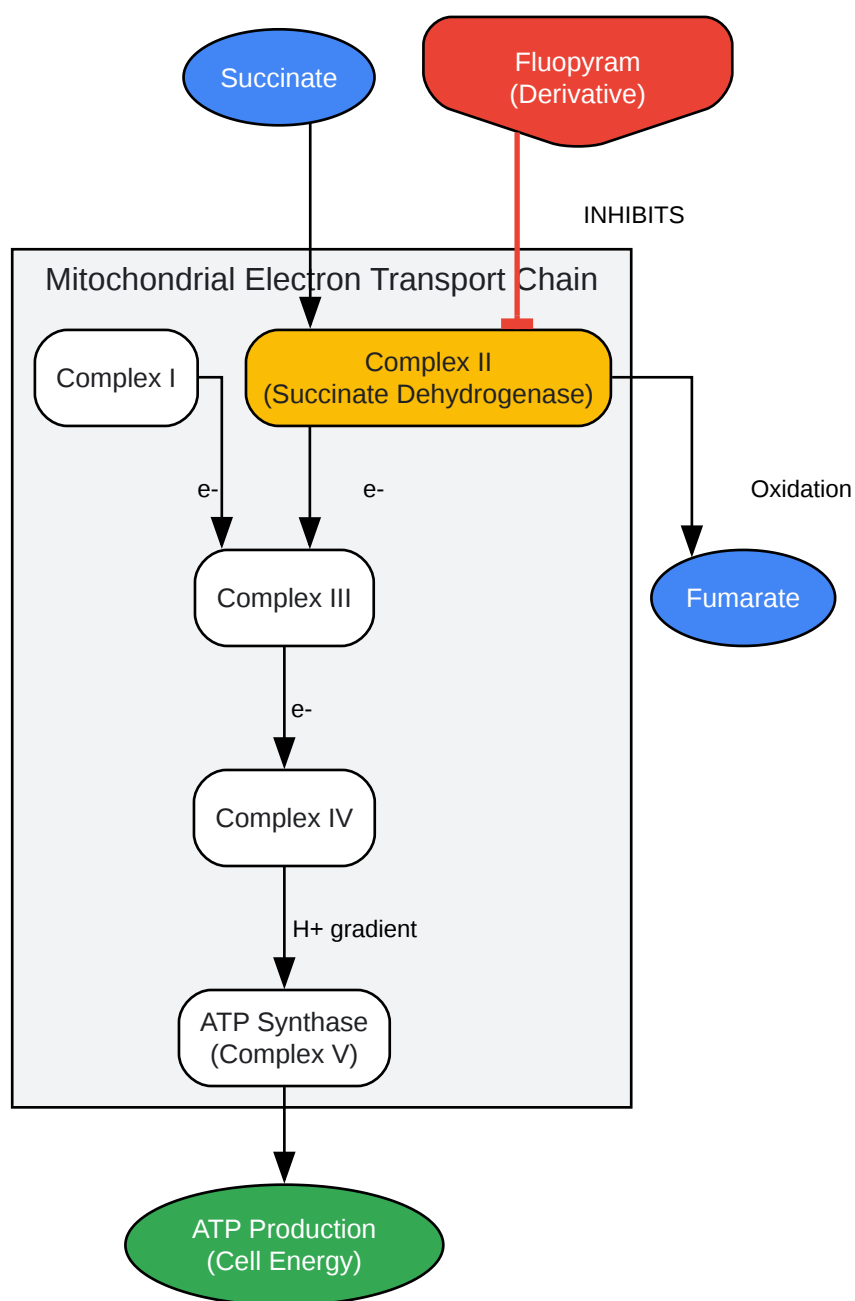 Succinate
Fluopyram
(Derivative)
INHIBITS
Mitochondrial Electron Transport Chain
Complex I
Complex II
(Succinate Dehydrogenase)
e-
e-
Oxidation
Complex III
Fumarate
e-
Complex IV
H+ gradient
ATP Synthase
(Complex V)
ATP Production
(Cell Energy)